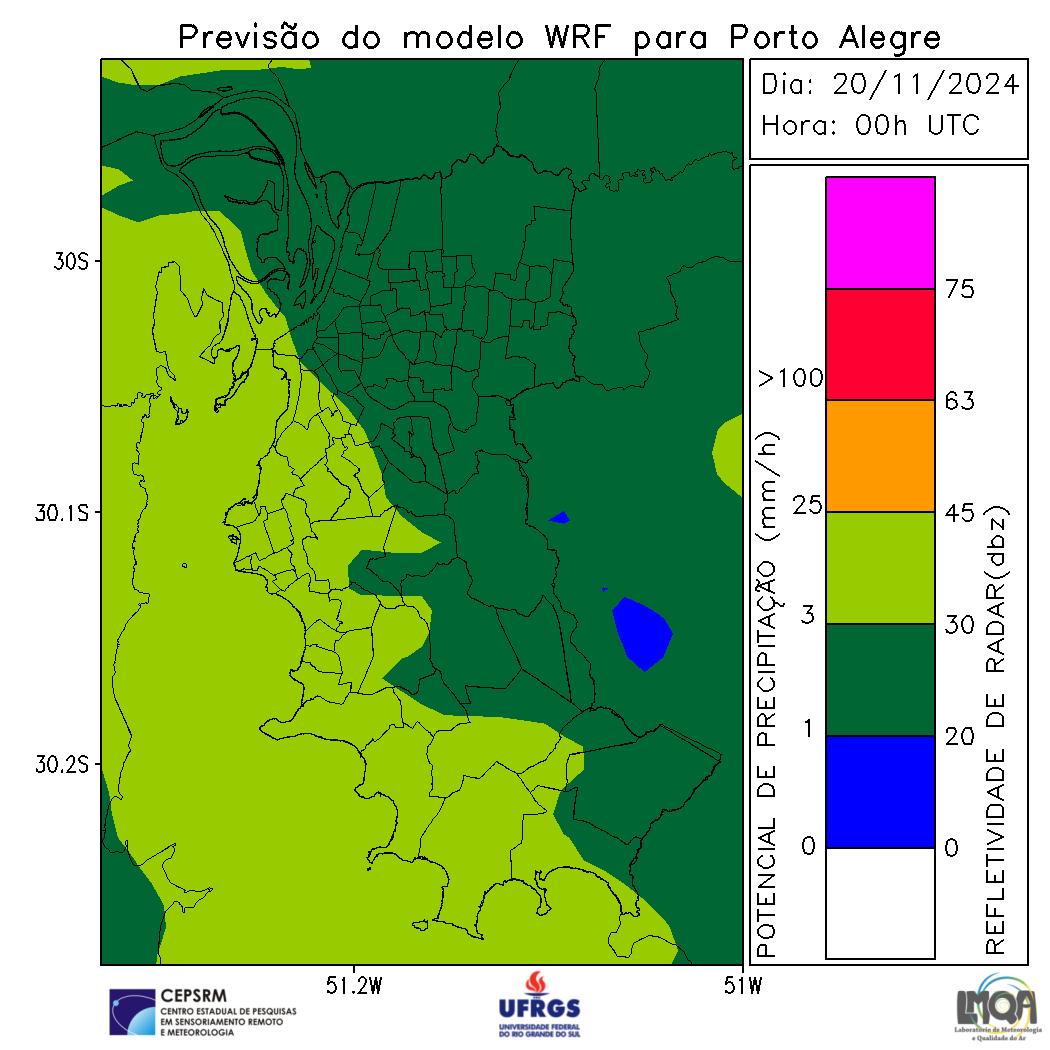 Previsão do modelo WRF para Porto Alegre
Dia: 20/11/2024
Hora: 00h UTC
30S
30.1S
30.2S
51.2W
51W
POTENCIAL DE PRECIPITAÇÃO (mm/h)
>100
25
3
1
0
75
63
45
30
20
0
REFLETIVIDADE DE RADAR(dbz)
CEPSRM
CENTRO ESTADUAL DE PESQUISAS
EM SENSORIAMENTO REMOTO
E METEOROLOGIA
UFRGS
UNIVERSIDADE FEDERAL
DO RIO GRANDE DO SUL
LMQA
Laboratório de Meteorologia
e Qualidade do Ar